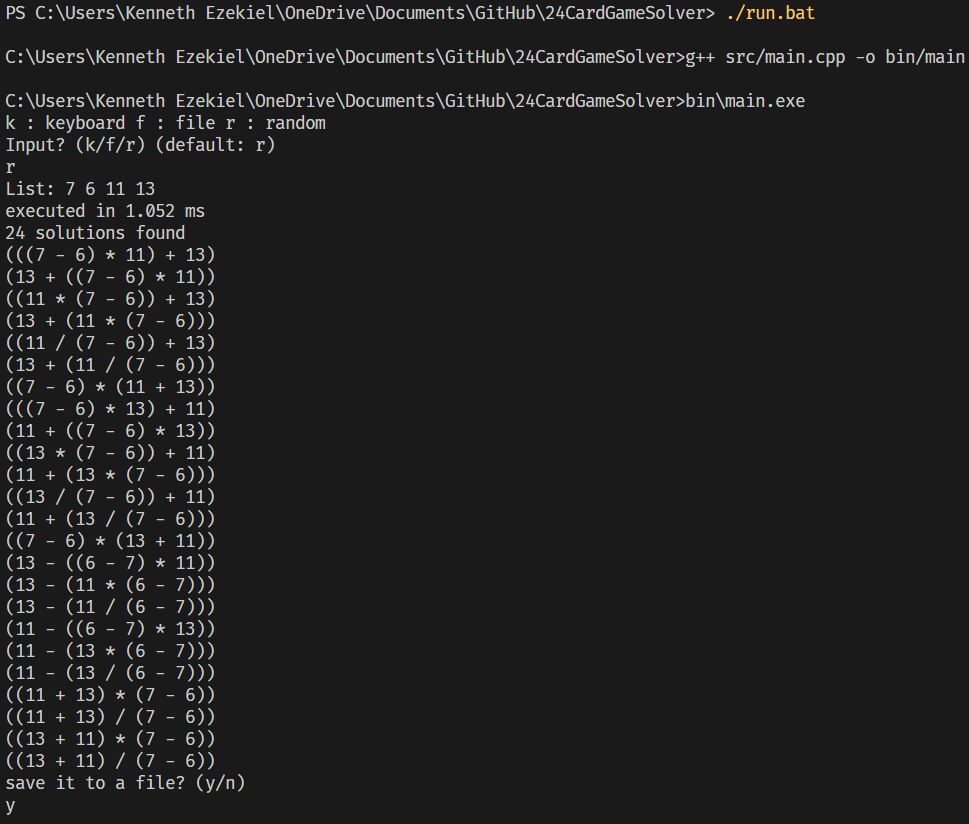 PS C:\Users\Kenneth Ezekiel\OneDrive\Documents\GitHub\24CardGameSolver> ./run.bat
C:\Users\Kenneth Ezekiel\OneDrive\Documents\GitHub\24CardGameSolver>g++ src/main.cpp -o bin/main
C:\Users\Kenneth Ezekiel\OneDrive\Documents\GitHub\24CardGameSolver>bin\main.exe
k : keyboard f : file r : random
Input? (k/f/r) (default: r)
r
List: 7 6 11 13
executed in 1.052 ms
24 solutions found
(((7 - 6) * 11) + 13)
(13 + ((7 - 6) * 11))
((11 * (7 - 6)) + 13)
(13 + (11 * (7 - 6)))
((11 / (7 - 6)) + 13)
(13 + (11 / (7 - 6)))
((7 - 6) * (11 + 13))
(((7 - 6) * 13) + 11)
(11 + ((7 - 6) * 13))
((13 * (7 - 6)) + 11)
(11 + (13 * (7 - 6)))
((13 / (7 - 6)) + 11)
(11 + (13 / (7 - 6)))
((7 - 6) * (13 + 11))
(13 - ((6 - 7) * 11))
(13 - (11 * (6 - 7)))
(13 - (11 / (6 - 7)))
(11 - ((6 - 7) * 13))
(11 - (13 * (6 - 7)))
(11 - (13 / (6 - 7)))
((11 + 13) * (7 - 6))
((11 + 13) / (7 - 6))
((13 + 11) * (7 - 6))
((13 + 11) / (7 - 6))
save it to a file? (y/n)
y